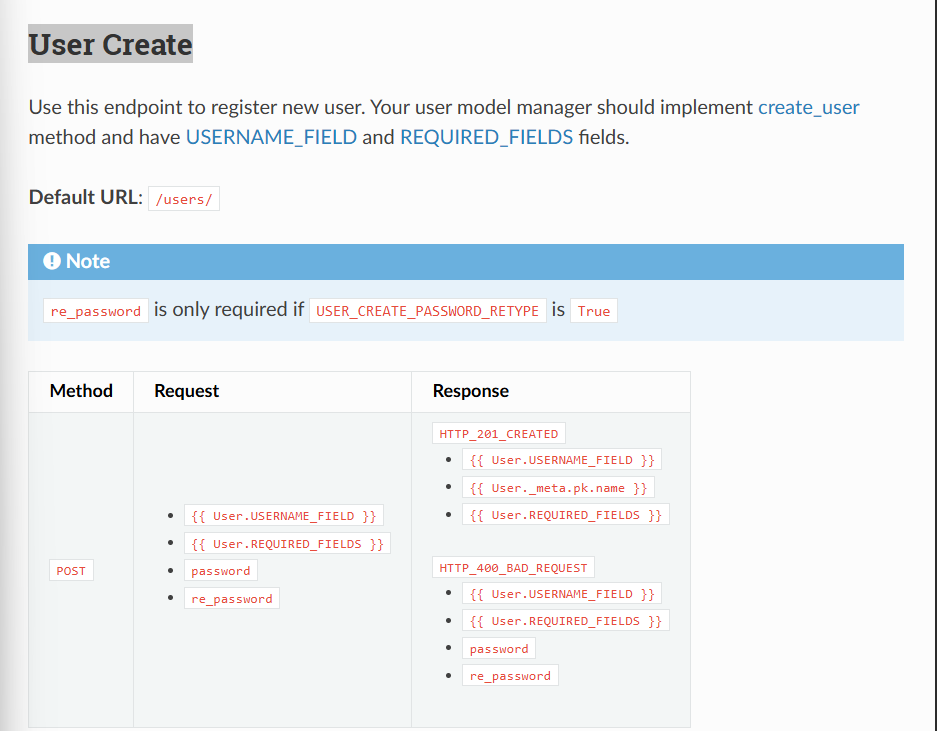 User Create
Use this endpoint to register new user. Your user model manager should implement create_user
method and have USERNAME_FIELD and REQUIRED_FIELDS fields.
Default URL: /users/
Note
re_password is only required if USER_CREATE_PASSWORD_RETYPE is True
Method Request Response
POST
{{ User.USERNAME_FIELD }}
{{ User.REQUIRED_FIELDS }}
password
re_password
HTTP_201_CREATED
{{ User.USERNAME_FIELD }}
{{ User._meta.pk.name }}
{{ User.REQUIRED_FIELDS }}
HTTP_400_BAD_REQUEST
{{ User.USERNAME_FIELD }}
{{ User.REQUIRED_FIELDS }}
password
re_password